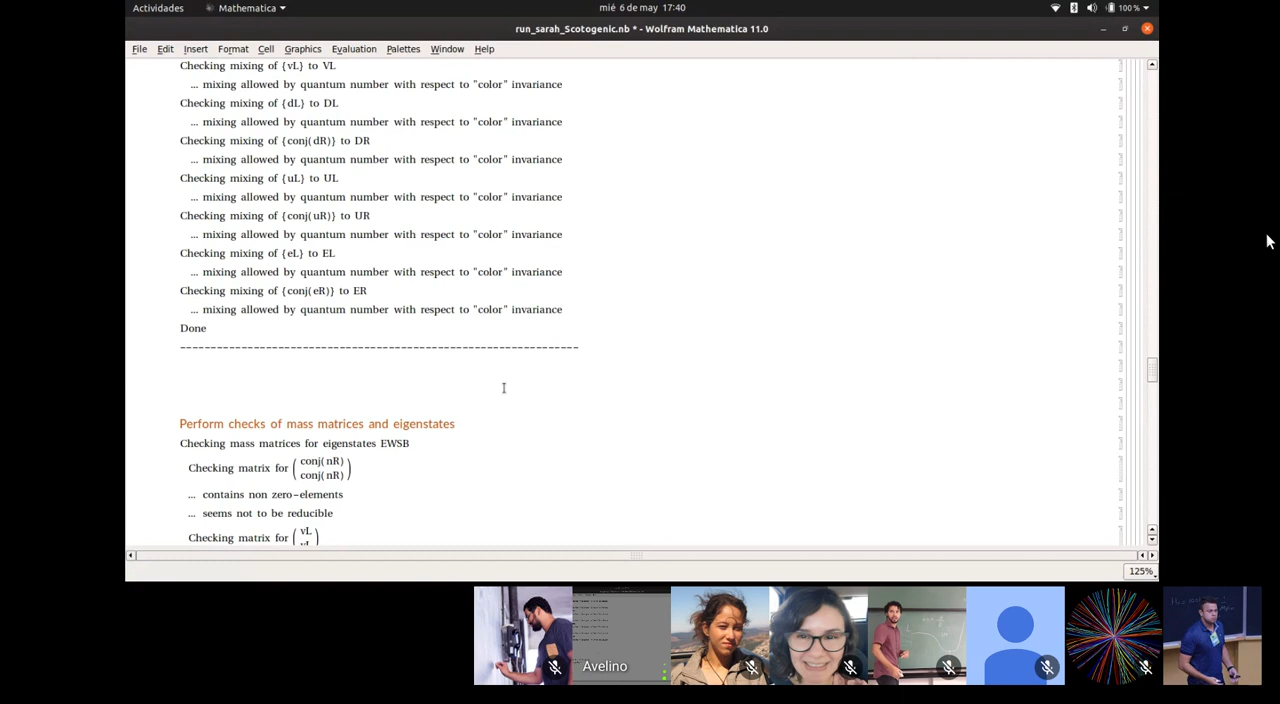 Actividades Mathematica mié 6 de may 17:40 100%
run_sarah_Scotogenic.nb * - Wolfram Mathematica 11.0
File Edit Insert Format Cell Graphics Evaluation Palettes Window Help
Checking mixing of {vL} to VL
... mixing allowed by quantum number with respect to "color" invariance
Checking mixing of {dL} to DL
... mixing allowed by quantum number with respect to "color" invariance
Checking mixing of {conj(dR)} to DR
... mixing allowed by quantum number with respect to "color" invariance
Checking mixing of {uL} to UL
... mixing allowed by quantum number with respect to "color" invariance
Checking mixing of {conj(uR)} to UR
... mixing allowed by quantum number with respect to "color" invariance
Checking mixing of {eL} to EL
... mixing allowed by quantum number with respect to "color" invariance
Checking mixing of {conj(eR)} to ER
... mixing allowed by quantum number with respect to "color" invariance
Done
------------------------------------------------------------------
Perform checks of mass matrices and eigenstates
Checking mass matrices for eigenstates EWSB
Checking matrix for ( conj(nR)
conj(nR) )
... contains non zero-elements
... seems not to be reducible
Checking matrix for ( vL
125%
Avelino